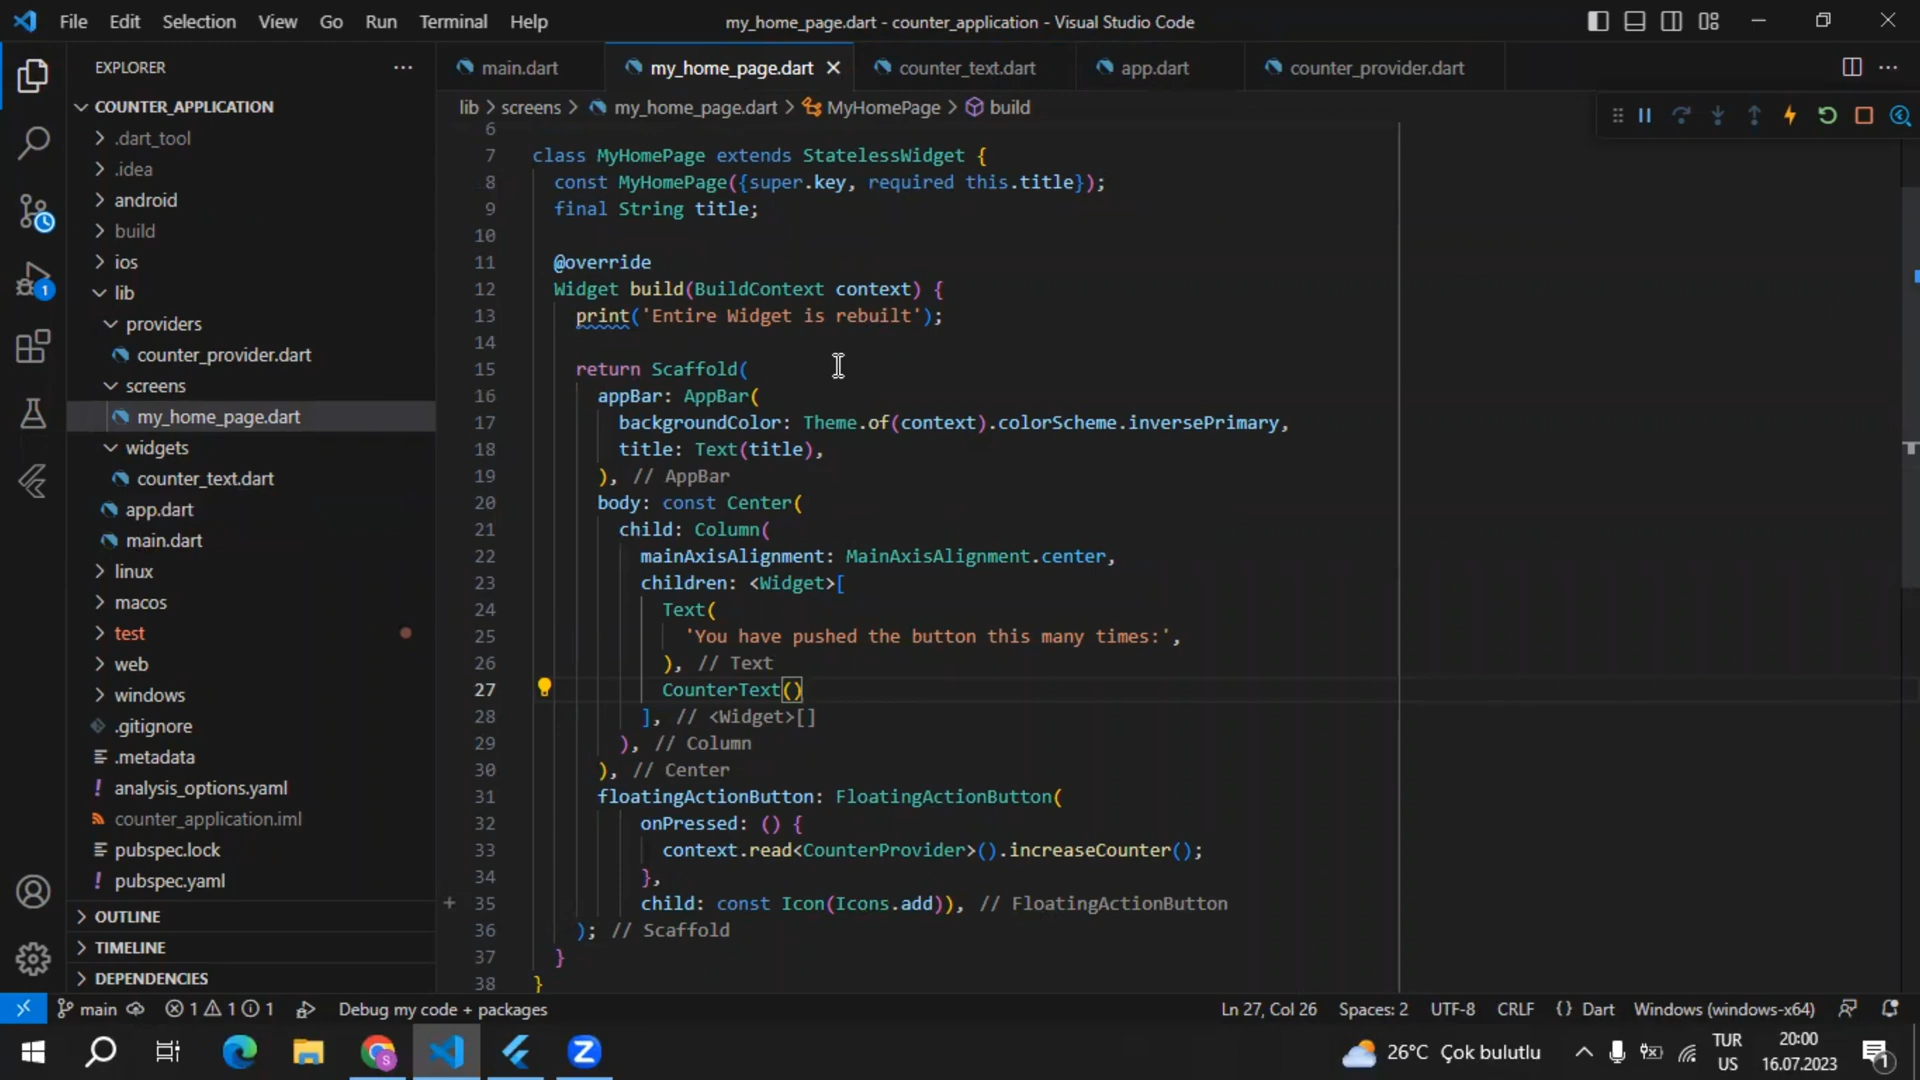 File Edit Selection View Go Run Terminal Help
my_home_page.dart - counter_application - Visual Studio Code
EXPLORER
COUNTER_APPLICATION
.dart_tool
.idea
android
build
ios
lib
providers
counter_provider.dart
screens
my_home_page.dart
widgets
counter_text.dart
app.dart
main.dart
linux
macos
test
web
windows
.gitignore
.metadata
analysis_options.yaml
counter_application.iml
pubspec.lock
pubspec.yaml
OUTLINE
TIMELINE
DEPENDENCIES
main.dart my_home_page.dart counter_text.dart app.dart counter_provider.dart
lib > screens > my_home_page.dart > MyHomePage > build
6
7 class MyHomePage extends StatelessWidget {
8 const MyHomePage({super.key, required this.title});
9 final String title;
10
11 @override
12 Widget build(BuildContext context) {
13 print('Entire Widget is rebuilt');
14
15 return Scaffold(
16 appBar: AppBar(
17 backgroundColor: Theme.of(context).colorScheme.inversePrimary,
18 title: Text(title),
19 ), // AppBar
20 body: const Center(
21 child: Column(
22 mainAxisAlignment: MainAxisAlignment.center,
23 children: <Widget>[
24 Text(
25 'You have pushed the button this many times:',
26 ), // Text
27 CounterText()
28 ], // <Widget>[]
29 ), // Column
30 ), // Center
31 floatingActionButton: FloatingActionButton(
32 onPressed: () {
33 context.read<CounterProvider>().increaseCounter();
34 },
35 child: const Icon(Icons.add)), // FloatingActionButton
36 ); // Scaffold
37 }
38 }
main 1 1 1 Debug my code + packages Ln 27, Col 26 Spaces: 2 UTF-8 CRLF {} Dart Windows (windows-x64)
26°C Çok bulutlu
TUR
US
20:00
16.07.2023
1